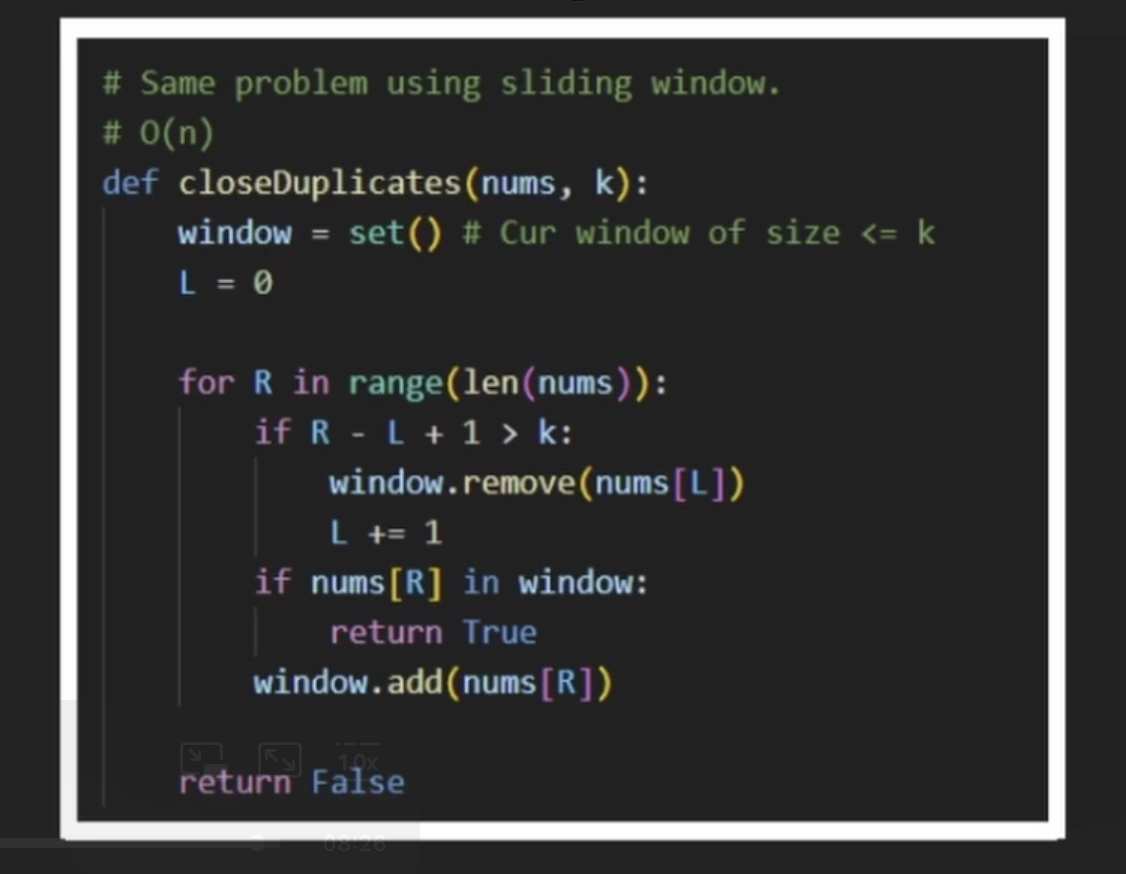 # Same problem using sliding window.
# O(n)
def closeDuplicates(nums, k):
    window = set() # Cur window of size <= k
    L = 0

    for R in range(len(nums)):
        if R - L + 1 > k:
            window.remove(nums[L])
            L += 1
        if nums[R] in window:
            return True
        window.add(nums[R])

1.0x
    return False
08:26